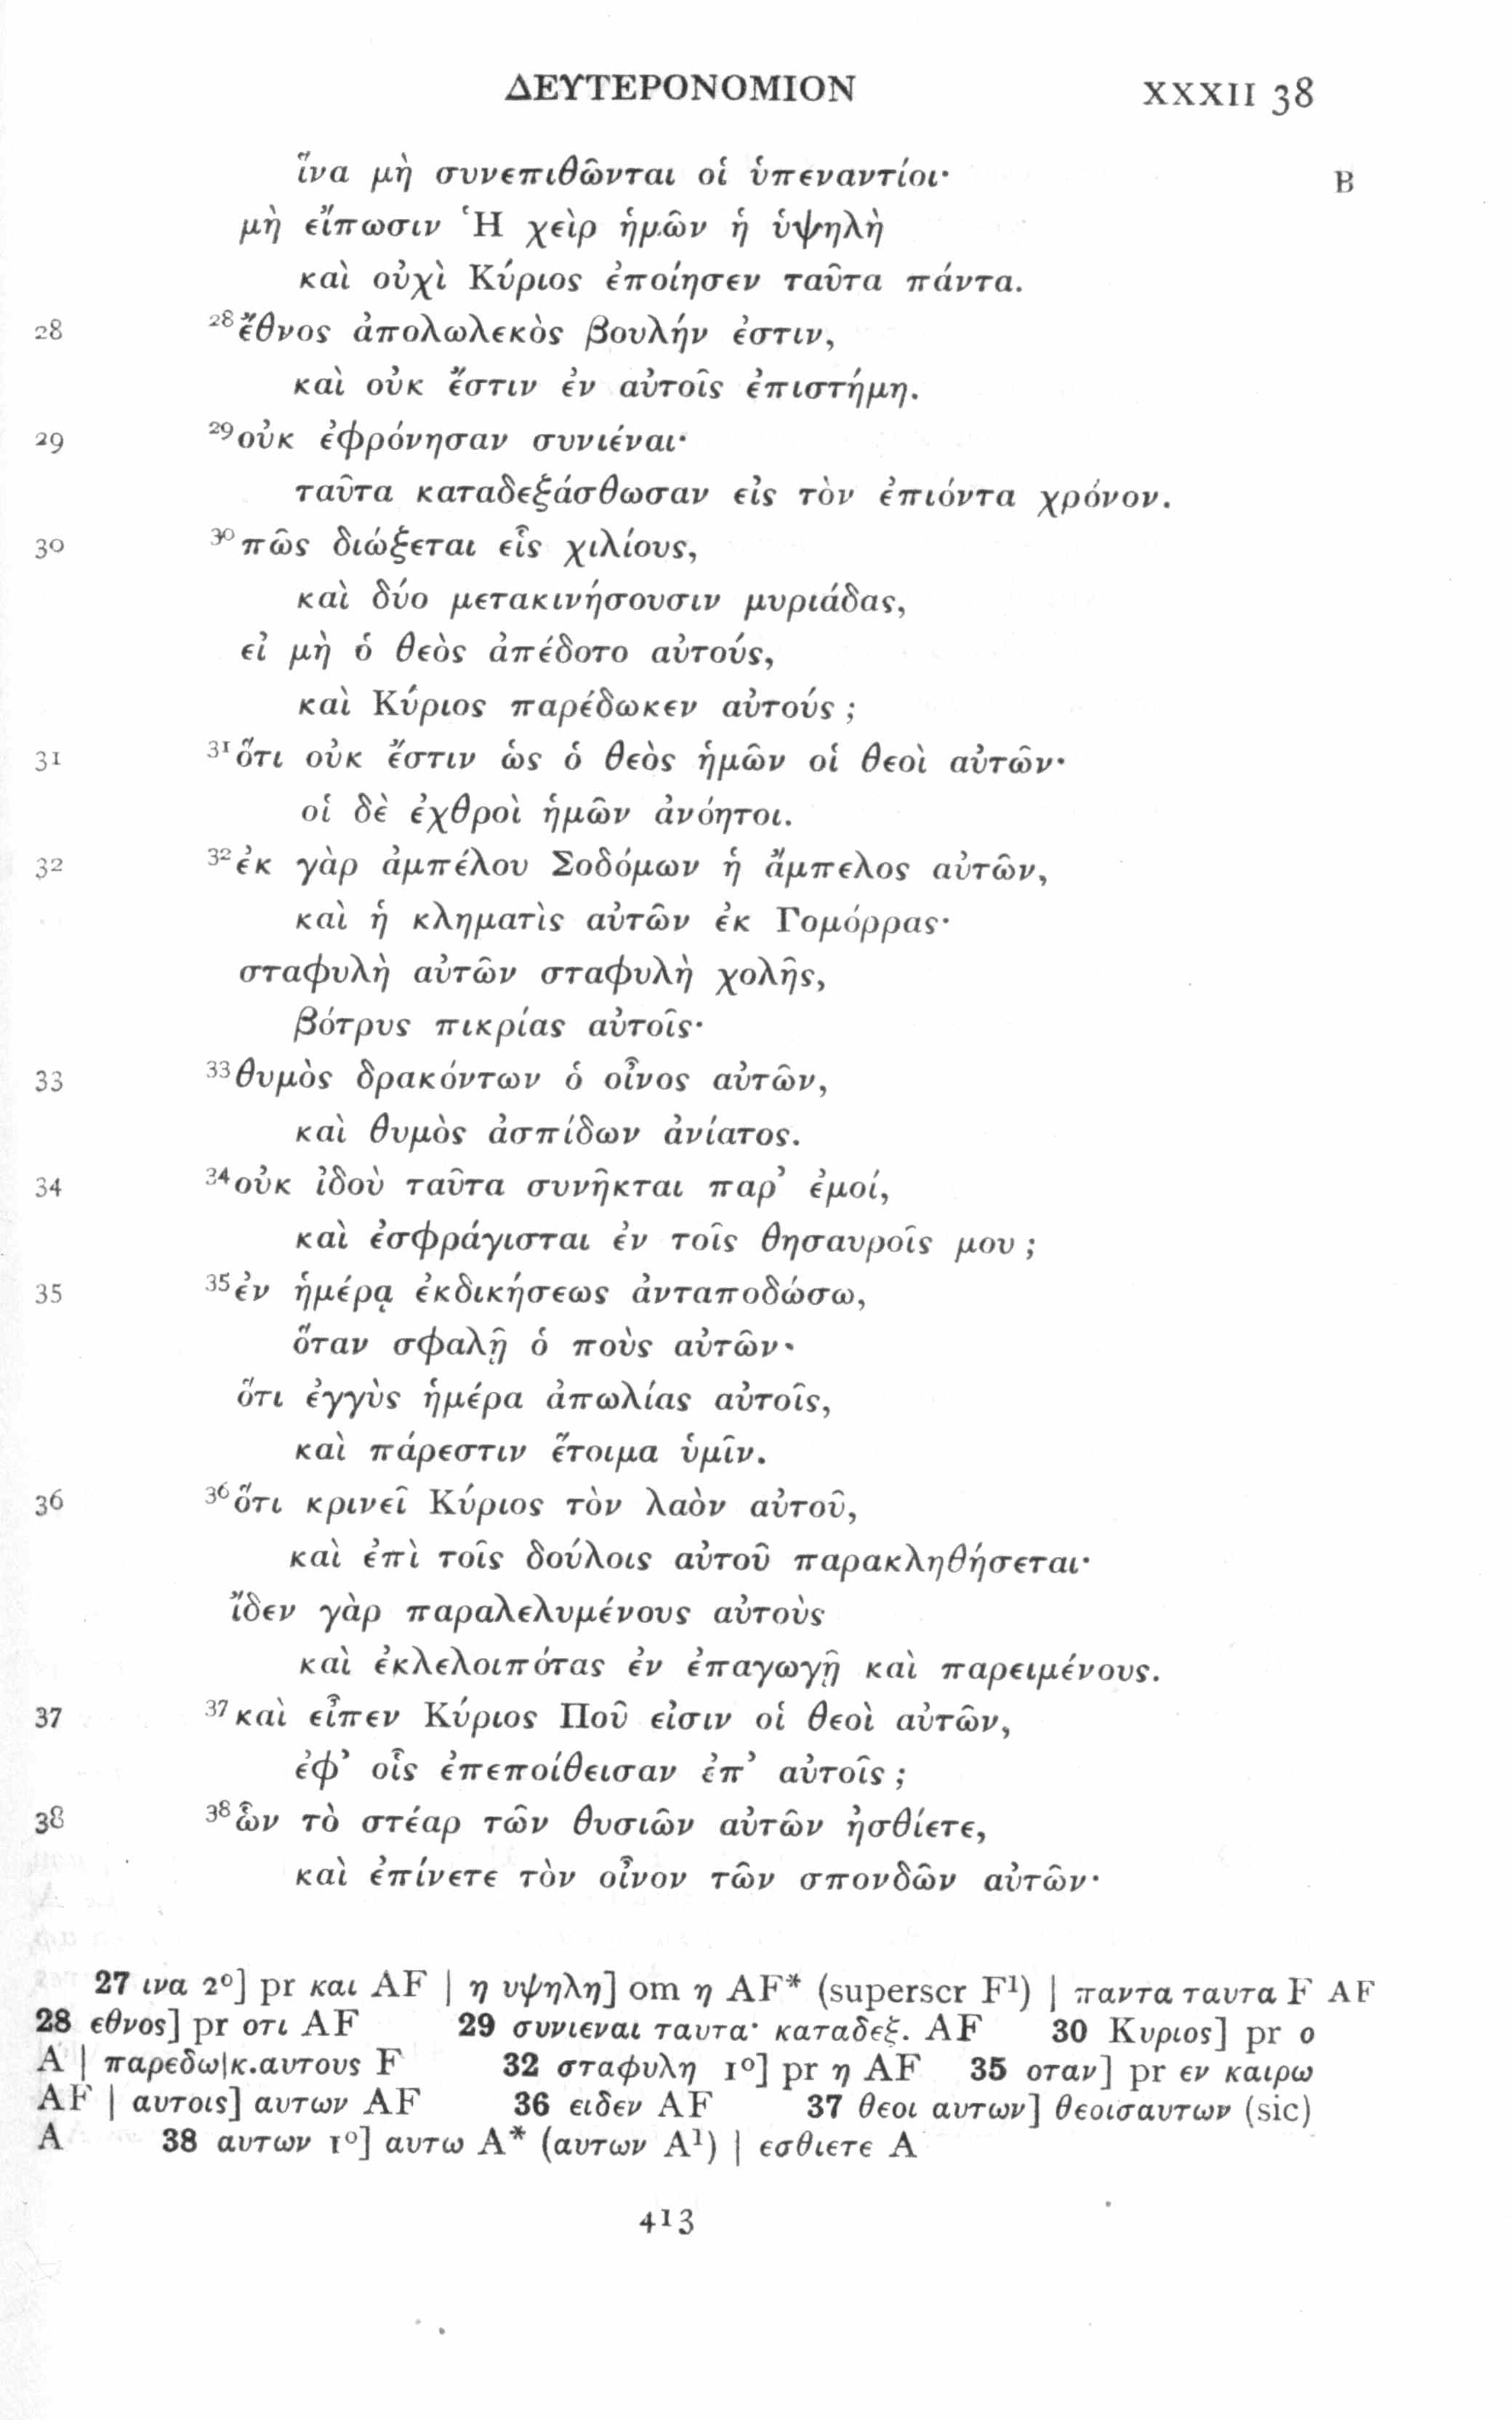 ΔΕΥΤΕΡΟΝΟΜΙΟΝ XXXII 38
ἵνα μὴ συνεπιθῶνται οἱ ὑπεναντίοι· B
μὴ εἴπωσιν Ἡ χεὶρ ἡμῶν ἡ ὑψηλὴ
καὶ οὐχὶ Κύριος ἐποίησεν ταῦτα πάντα.
28 ²⁸ἔθνος ἀπολωλεκὸς βουλήν ἐστιν,
καὶ οὐκ ἔστιν ἐν αὐτοῖς ἐπιστήμη.
29 ²⁹οὐκ ἐφρόνησαν συνιέναι·
ταῦτα καταδεξάσθωσαν εἰς τὸν ἐπιόντα χρόνον.
30 ³⁰πῶς διώξεται εἷς χιλίους,
καὶ δύο μετακινήσουσιν μυριάδας,
εἰ μὴ ὁ θεὸς ἀπέδοτο αὐτούς,
καὶ Κύριος παρέδωκεν αὐτούς ;
31 ³¹ὅτι οὐκ ἔστιν ὡς ὁ θεὸς ἡμῶν οἱ θεοὶ αὐτῶν·
οἱ δὲ ἐχθροὶ ἡμῶν ἀνόητοι.
32 ³²ἐκ γὰρ ἀμπέλου Σοδόμων ἡ ἄμπελος αὐτῶν,
καὶ ἡ κληματὶς αὐτῶν ἐκ Γομόρρας·
σταφυλὴ αὐτῶν σταφυλὴ χολῆς,
βότρυς πικρίας αὐτοῖς·
33 ³³θυμὸς δρακόντων ὁ οἶνος αὐτῶν,
καὶ θυμὸς ἀσπίδων ἀνίατος.
34 ³⁴οὐκ ἰδοὺ ταῦτα συνῆκται παρ᾽ ἐμοί,
καὶ ἐσφράγισται ἐν τοῖς θησαυροῖς μου ;
35 ³⁵ἐν ἡμέρᾳ ἐκδικήσεως ἀνταποδώσω,
ὅταν σφαλῇ ὁ ποὺς αὐτῶν·
ὅτι ἐγγὺς ἡμέρα ἀπωλίας αὐτοῖς,
καὶ πάρεστιν ἕτοιμα ὑμῖν.
36 ³⁶ὅτι κρινεῖ Κύριος τὸν λαὸν αὐτοῦ,
καὶ ἐπὶ τοῖς δούλοις αὐτοῦ παρακληθήσεται·
ἴδεν γὰρ παραλελυμένους αὐτοὺς
καὶ ἐκλελοιπότας ἐν ἐπαγωγῇ καὶ παρειμένους.
37 ³⁷καὶ εἶπεν Κύριος Ποῦ εἰσιν οἱ θεοὶ αὐτῶν,
ἐφ᾽ οἷς ἐπεποίθεισαν ἐπ᾽ αὐτοῖς ;
38 ³⁸ὧν τὸ στέαρ τῶν θυσιῶν αὐτῶν ἠσθίετε,
καὶ ἐπίνετε τὸν οἶνον τῶν σπονδῶν αὐτῶν·
27 ινα 2º] pr και AF | η υψηλη] om η AF* (superscr F¹) | παντα ταυτα F AF
28 εθνος] pr οτι AF 29 συνιεναι ταυτα· καταδεξ. AF 30 Κυριος] pr ο
A | παρεδω|κ.αυτους F 32 σταφυλη 1º] pr η AF 35 οταν] pr εν καιρω
AF | αυτοις] αυτων AF 36 ειδεν AF 37 θεοι αυτων] θεοισαυτων (sic)
A 38 αυτων 1º] αυτω A* (αυτων A¹) | εσθιετε A
413